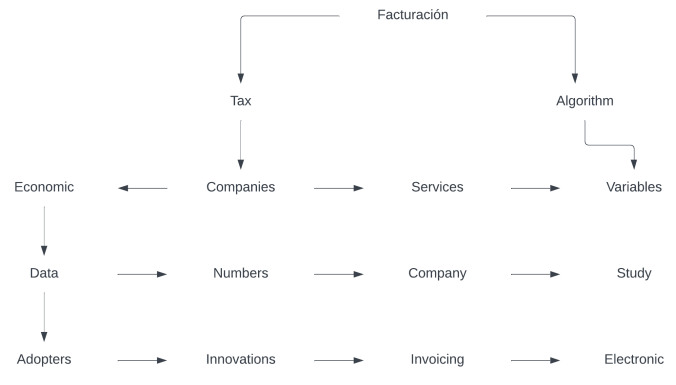 Facturación
Tax
Algorithm
Economic
Companies
Services
Variables
Data
Numbers
Company
Study
Adopters
Innovations
Invoicing
Electronic